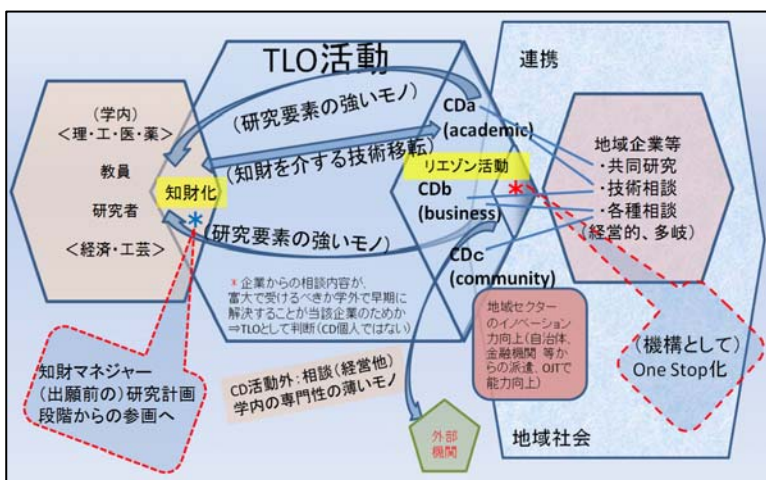 TLO活動
連携
(学内)
<理・工・医・薬>
教員
研究者
<経済・工芸>
知財化
*
(研究要素の強いモノ)
(知財を介する技術移転)
(研究要素の強いモノ)
CDa
(academic)
リエゾン活動
*
CDb
(business)
CDc
(community)
地域企業等
・共同研究
・技術相談
・各種相談
(経営的、多岐)
*企業からの相談内容が、
富大で受けるべきか学外で早期に
解決することが当該企業のためか
⇒TLOとして判断(CD個人ではない)
地域セクター
のイノベーション
力向上(自治体、
金融機関 等か
らの派遣、OJTで
能力向上)
知財マネジャー
(出願前の)研究計画
段階からの参画へ
CD活動外:相談(経営他)
学内の専門性の薄いモノ
外部
機関
(機構として)
One Stop化
地域社会